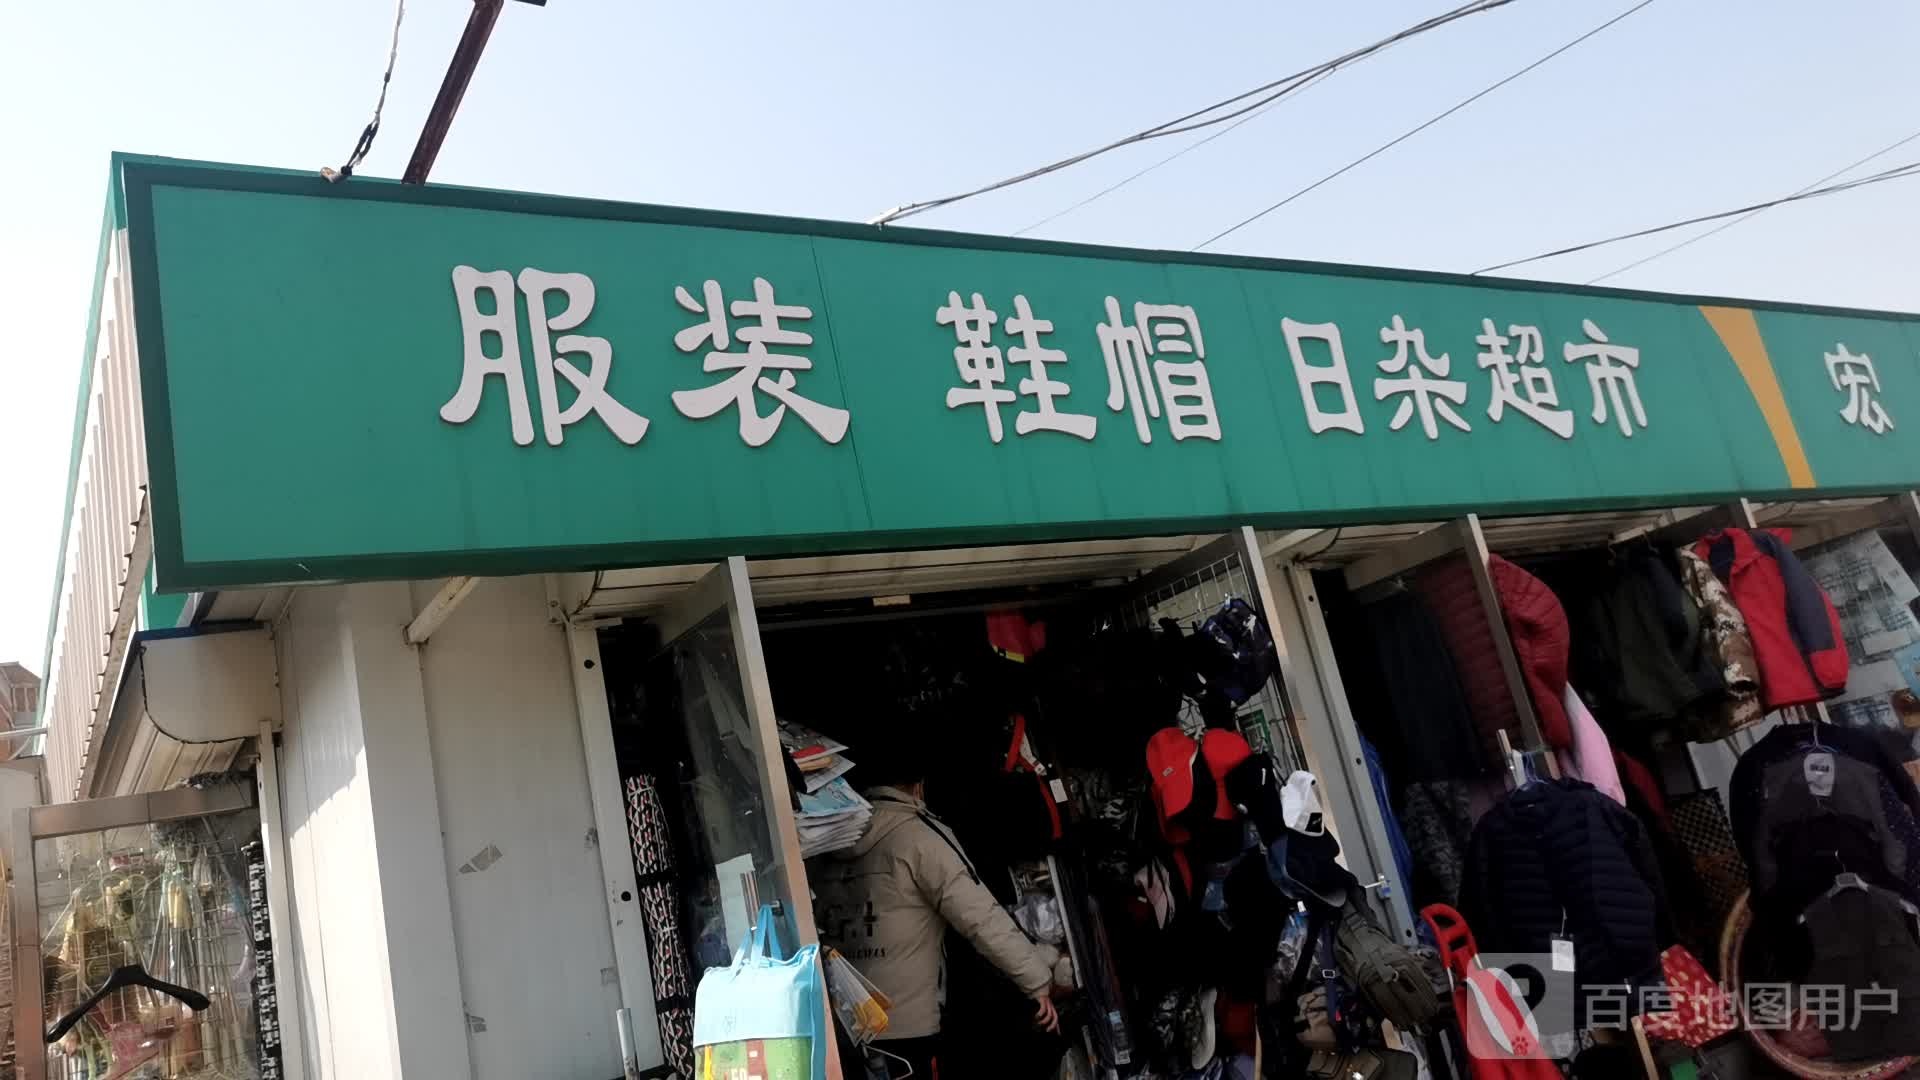 服装 鞋帽 日杂超市 宏
百度地图用户